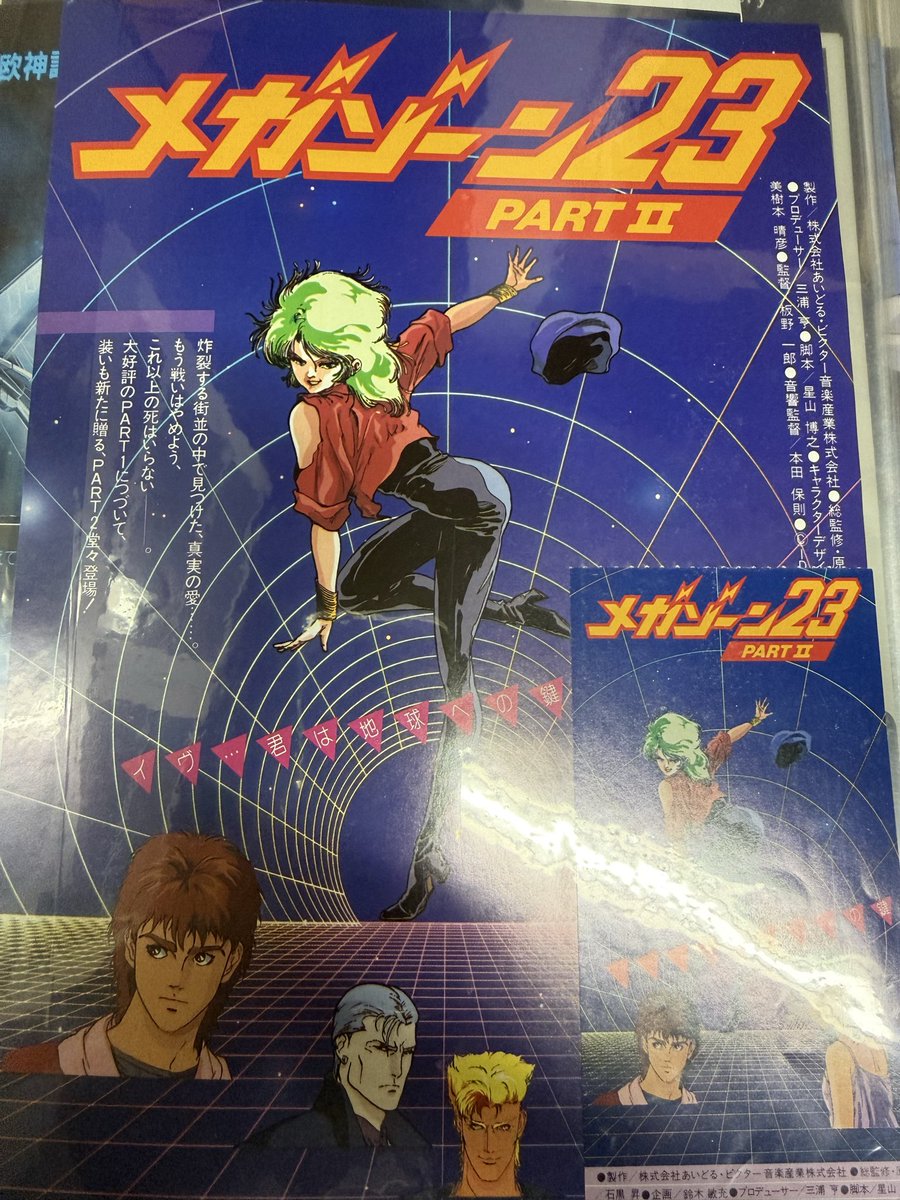 欧神
メガゾーン23
PART II
製作/株式会社あいどる・ビクター音楽産業株式会社●総監修・原
●プロデューサー 三浦 亨●脚本 星山 博之●キャラクターデザイ
美樹本 晴彦●監督 板野 一郎●音響監督 本田 保則●
炸裂する街並の中で見つけた、真実の愛……。
もう戦いはやめよう、
これ以上の死はいらない───。
大好評のPART1につづいて、
装いも新たに贈る、PART2堂々登場!
イヴ…君は地球への鍵
メガゾーン23
PART II
の鍵
●製作/株式会社あいどる・ビクター音楽産業株式会社●総監修・原
石黒 昇●企画/鈴木 敏充●プロデューサー/三浦 亨●脚本/星山